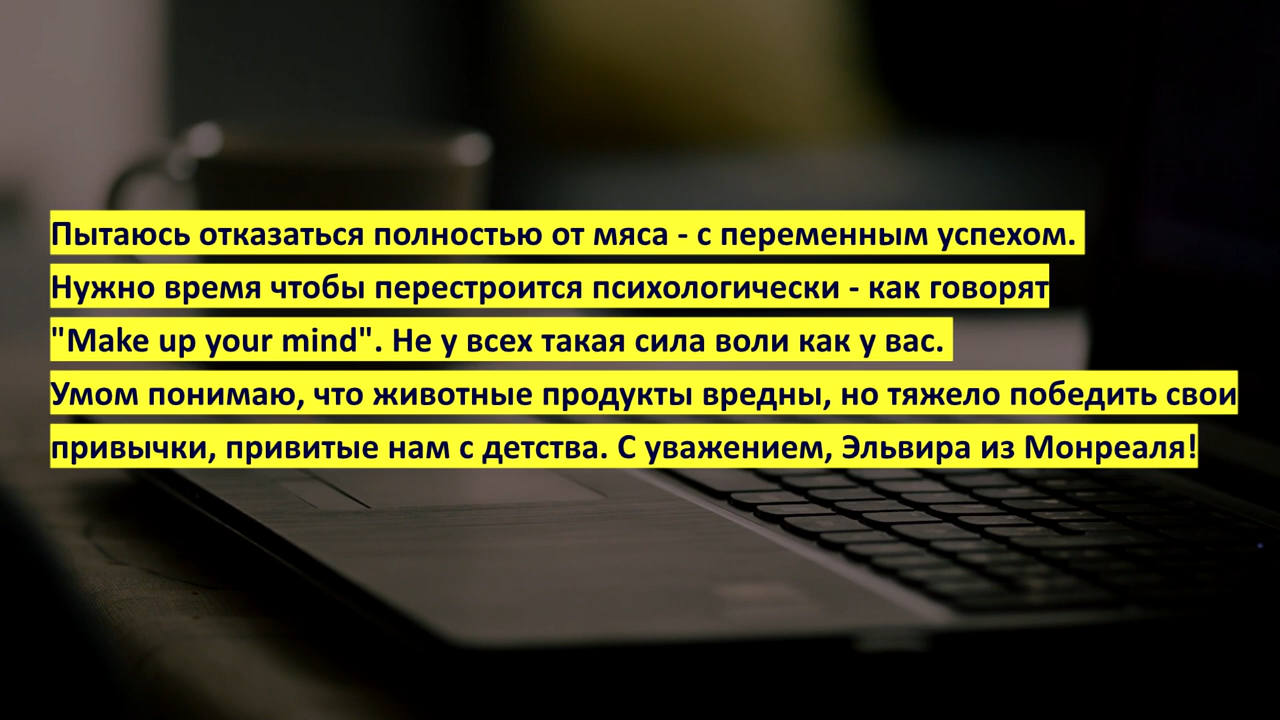 Пытаюсь отказаться полностью от мяса - с переменным успехом.
Нужно время чтобы перестроится психологически - как говорят
"Make up your mind". Не у всех такая сила воли как у вас.
Умом понимаю, что животные продукты вредны, но тяжело победить свои
привычки, привитые нам с детства. С уважением, Эльвира из Монреаля!